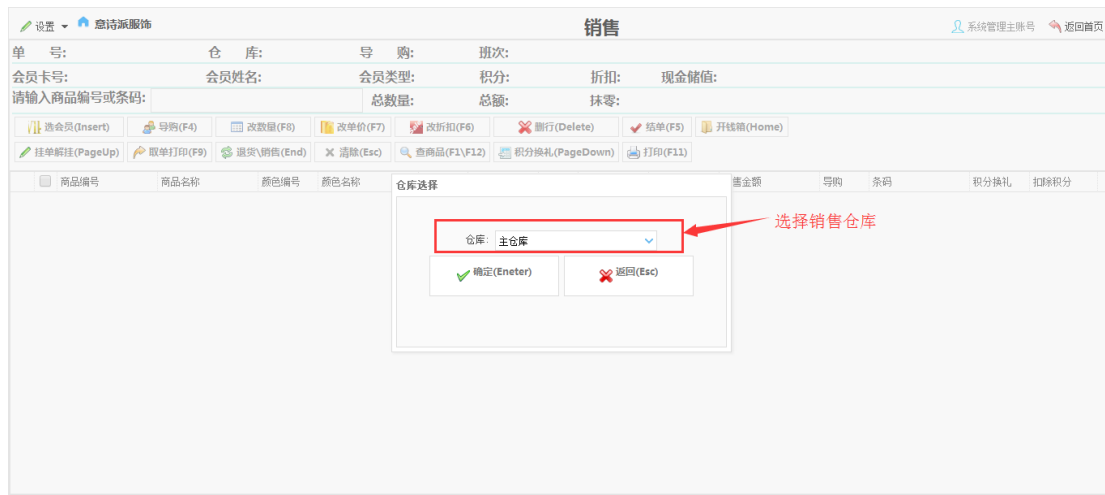 设置 意诗派服饰 销售 系统管理主账号 返回首页
单 号: 仓 库: 导 购: 班次:
会员卡号: 会员姓名: 会员类型: 积分: 折扣: 现金储值:
请输入商品编号或条码: 总数量: 总额: 抹零:
选会员(Insert) 导购(F4) 改数量(F8) 改单价(F7) 改折扣(F6) 删行(Delete) 结单(F5) 开钱箱(Home)
挂单解挂(PageUp) 取单打印(F9) 退货\销售(End) 清除(Esc) 查商品(F1\F12) 积分换礼(PageDown) 打印(F11)
商品编号 商品名称 颜色编号 颜色名称 售金额 导购 条码 积分换礼 扣除积分
仓库选择
选择销售仓库
仓库: 主仓库
确定(Eneter) 返回(Esc)